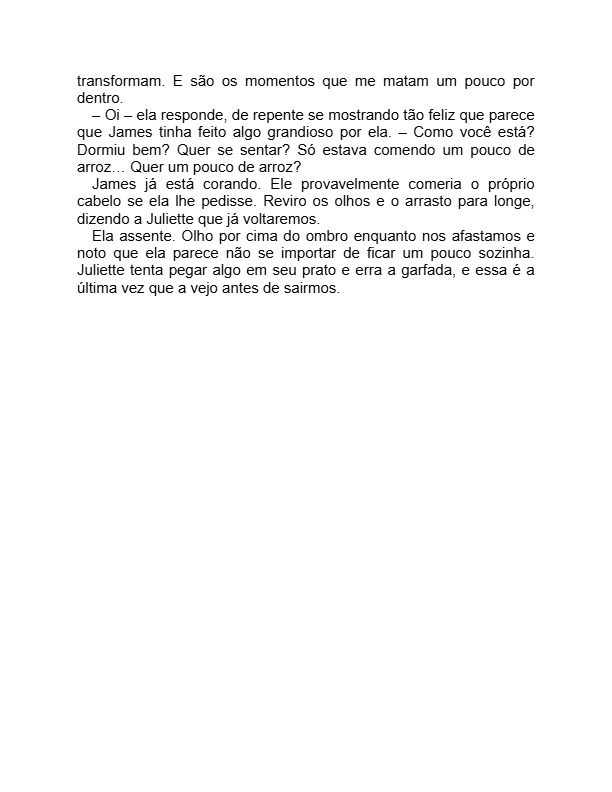 transformam. E são os momentos que me matam um pouco por
dentro.
– Oi – ela responde, de repente se mostrando tão feliz que parece
que James tinha feito algo grandioso por ela. – Como você está?
Dormiu bem? Quer se sentar? Só estava comendo um pouco de
arroz… Quer um pouco de arroz?
James já está corando. Ele provavelmente comeria o próprio
cabelo se ela lhe pedisse. Reviro os olhos e o arrasto para longe,
dizendo a Juliette que já voltaremos.
Ela assente. Olho por cima do ombro enquanto nos afastamos e
noto que ela parece não se importar de ficar um pouco sozinha.
Juliette tenta pegar algo em seu prato e erra a garfada, e essa é a
última vez que a vejo antes de sairmos.